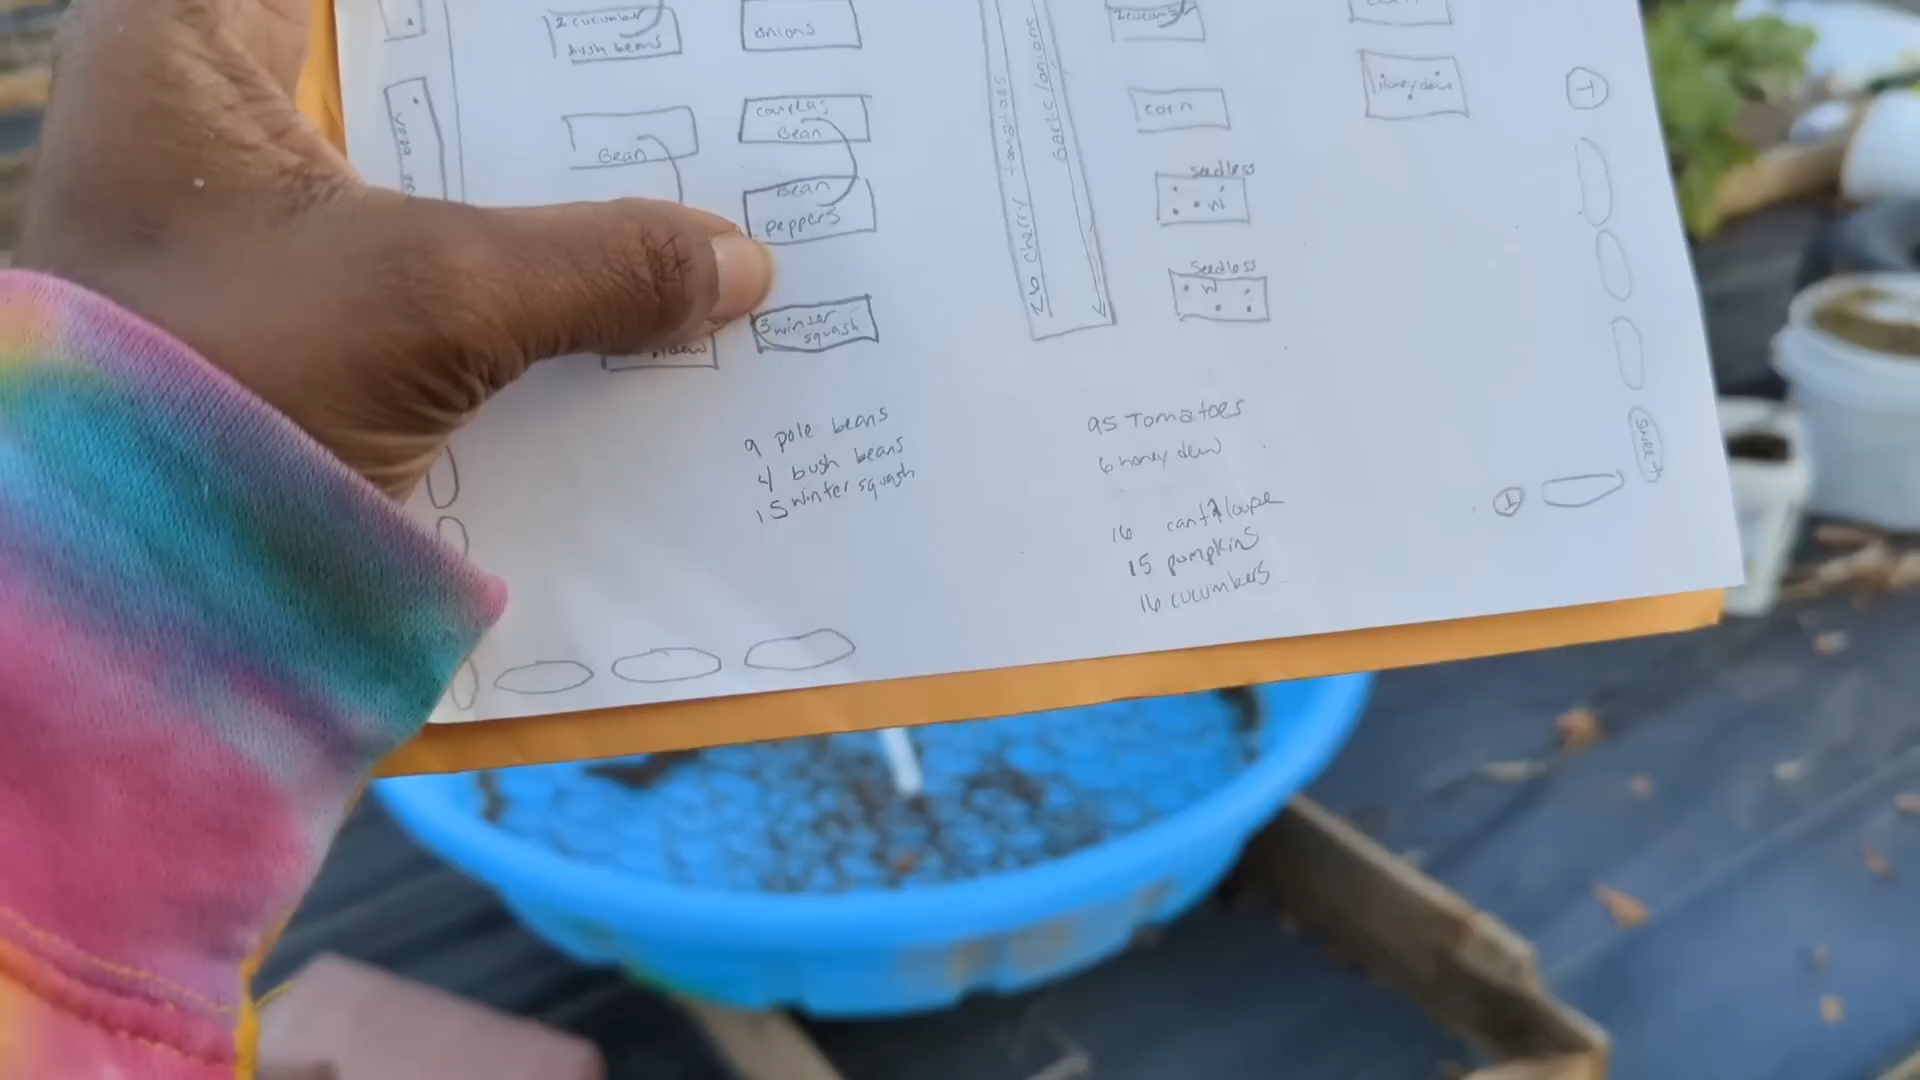 2 cucumber
bush beans
onions
Bean
Bean
Bean
peppers
3 winter
squash
26 cherry tomatoes
Garlic/onions
corn
seedless
W
seedless
W
Honey dew
T
sweet
T
9 pole beans
4 bush beans
15 winter squash
95 Tomatoes
6 honey dew
16 cantaloupe
15 pumpkins
16 cucumbers